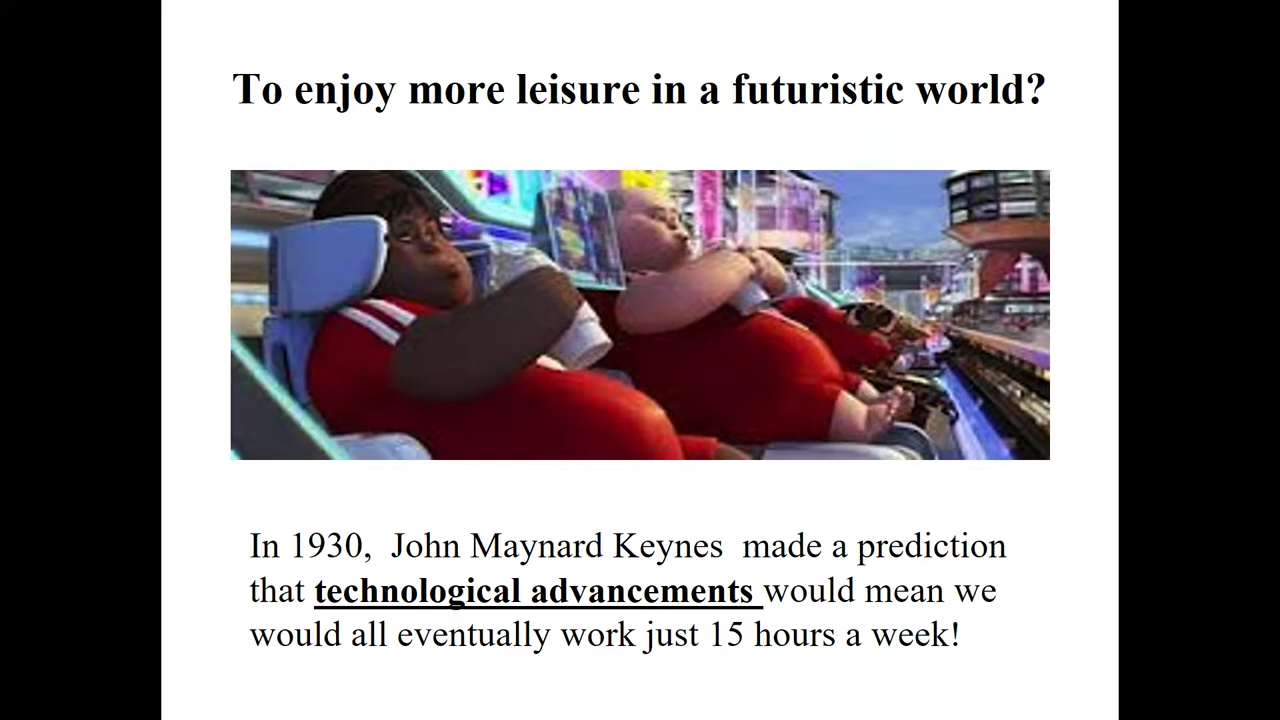 To enjoy more leisure in a futuristic world?
In 1930, John Maynard Keynes made a prediction
that technological advancements would mean we
would all eventually work just 15 hours a week!